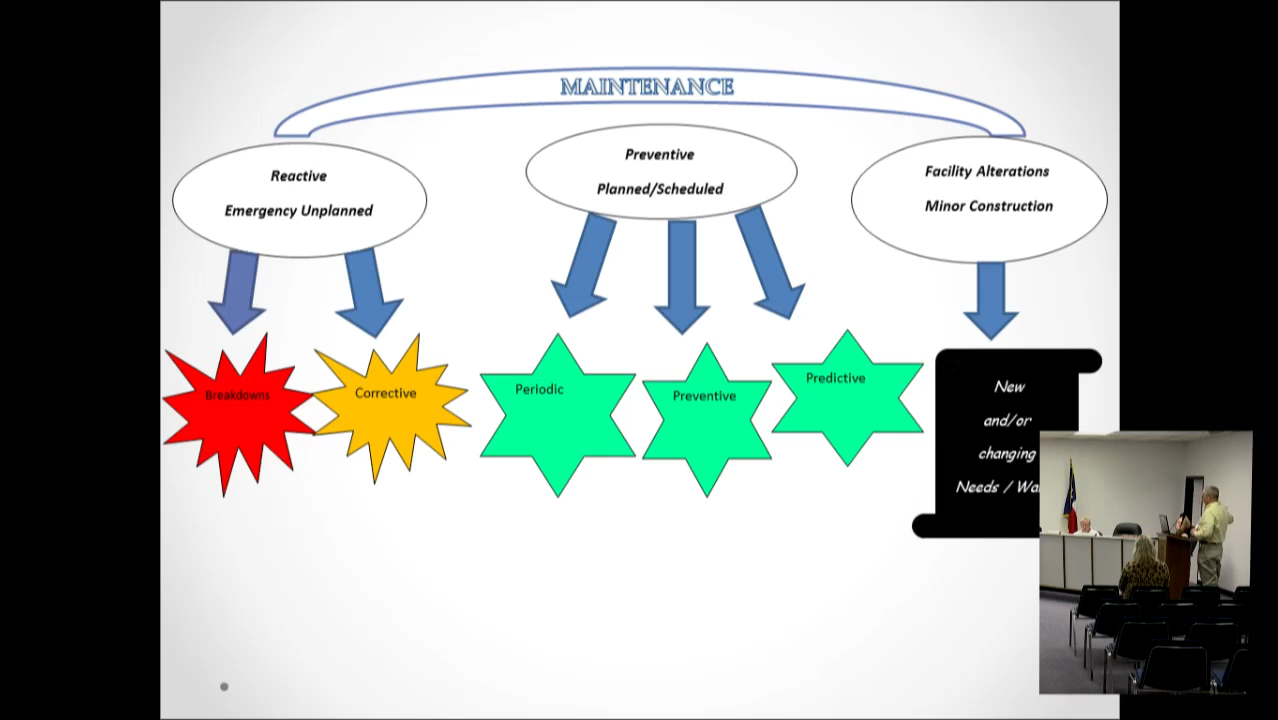 MAINTENANCE
Reactive
Emergency Unplanned
Preventive
Planned/Scheduled
Facility Alterations
Minor Construction
Breakdowns
Corrective
Periodic
Preventive
Predictive
New
and/or
changing
Needs /